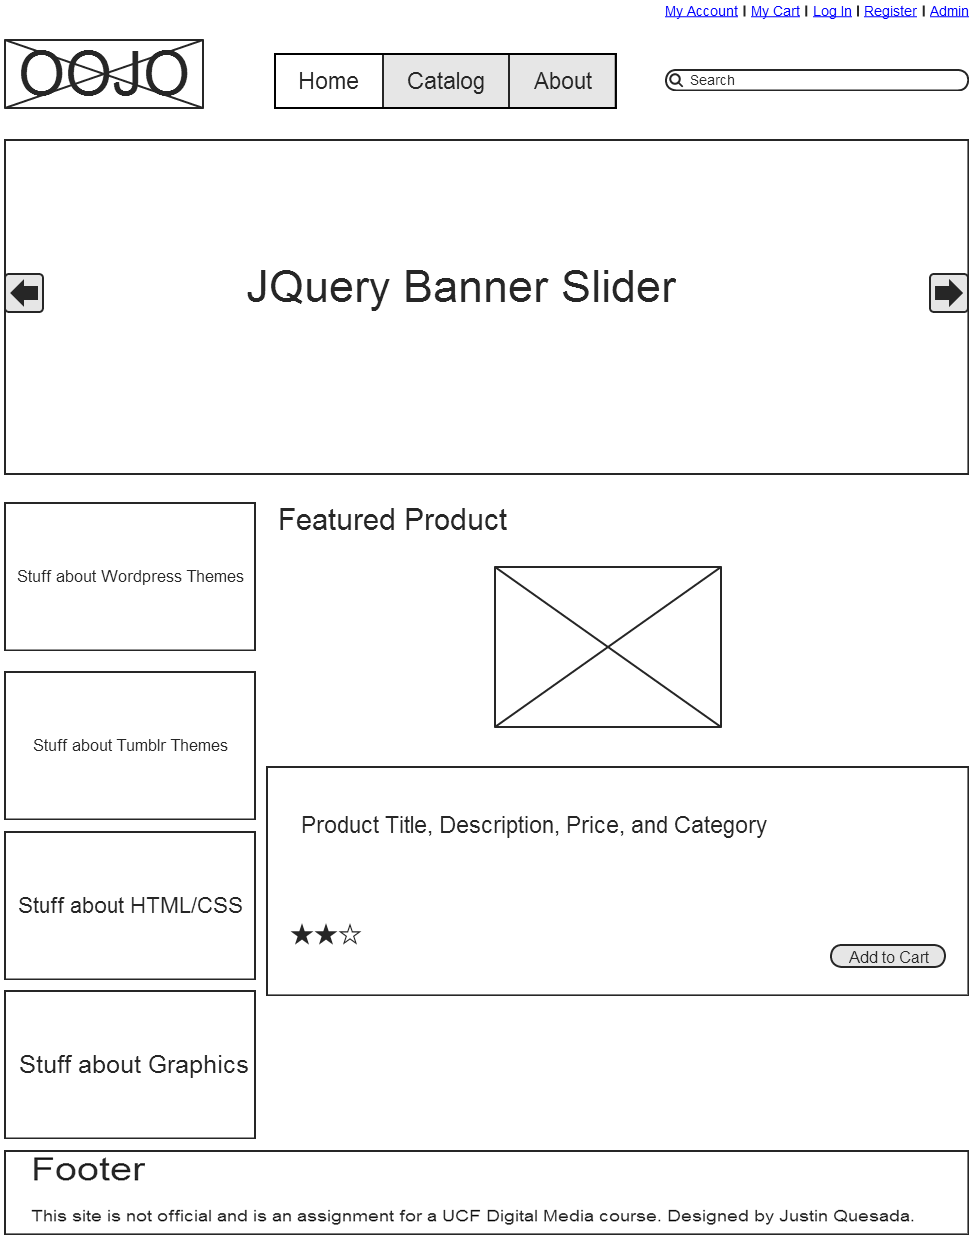 My Account | My Cart | Log In | Register | Admin
OOJO
Home Catalog About
Search
JQuery Banner Slider
Stuff about Wordpress Themes
Stuff about Tumblr Themes
Stuff about HTML/CSS
Stuff about Graphics
Featured Product
Product Title, Description, Price, and Category
Add to Cart
Footer
This site is not official and is an assignment for a UCF Digital Media course. Designed by Justin Quesada.